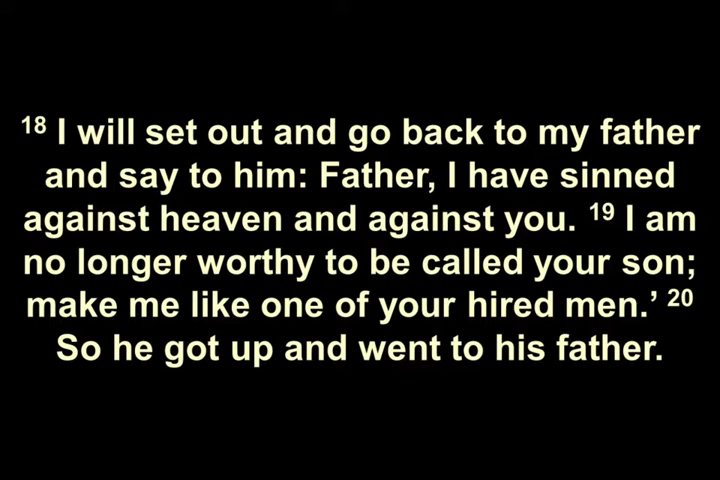 18 I will set out and go back to my father
and say to him: Father, I have sinned
against heaven and against you. 19 I am
no longer worthy to be called your son;
make me like one of your hired men.’ 20
So he got up and went to his father.